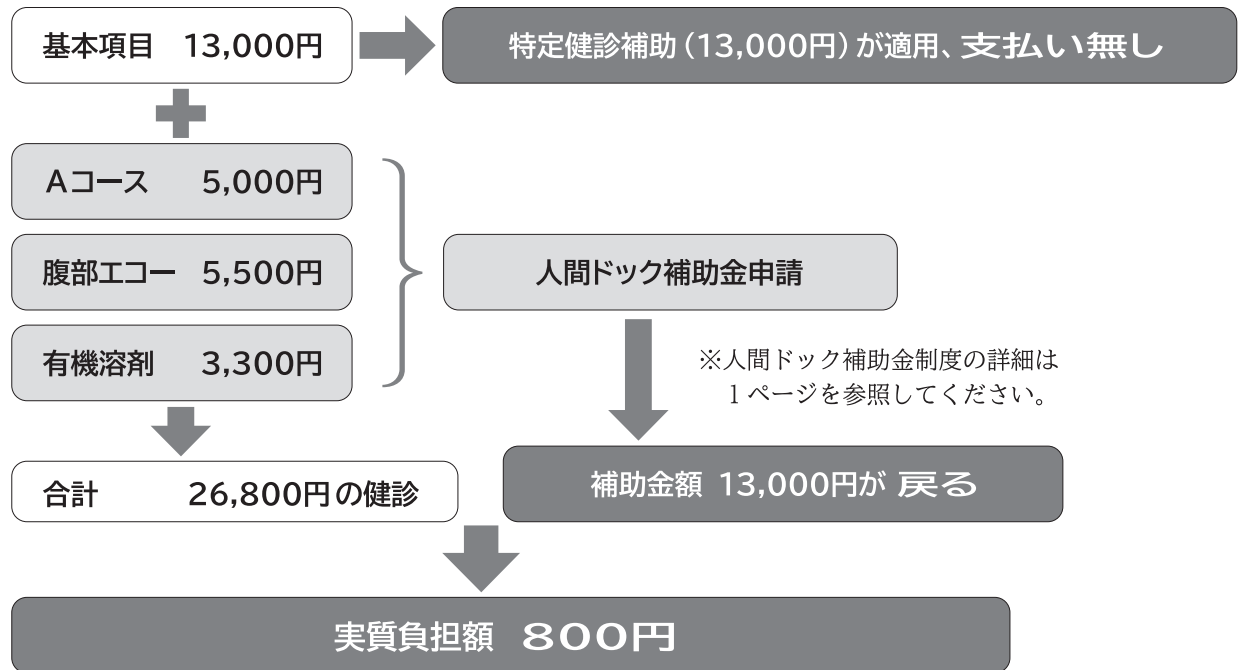 基本項目 13,000円
特定健診補助（13,000円）が適用、支払い無し
Aコース 5,000円
腹部エコー 5,500円
有機溶剤 3,300円
人間ドック補助金申請
※人間ドック補助金制度の詳細は
1ページを参照してください。
合計 26,800円の健診
補助金額 13,000円が 戻る
実質負担額 800円